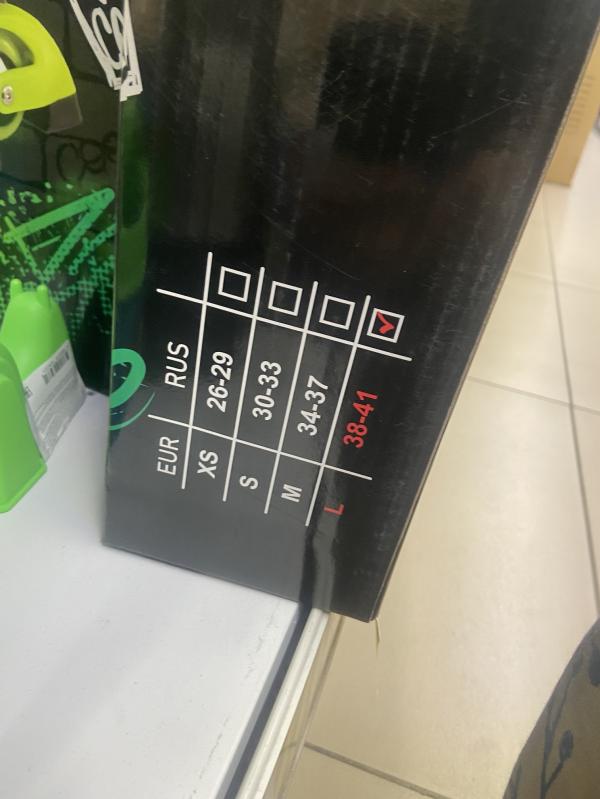 EUR RUS
XS 26-29
S 30-33
M 34-37
L 38-41